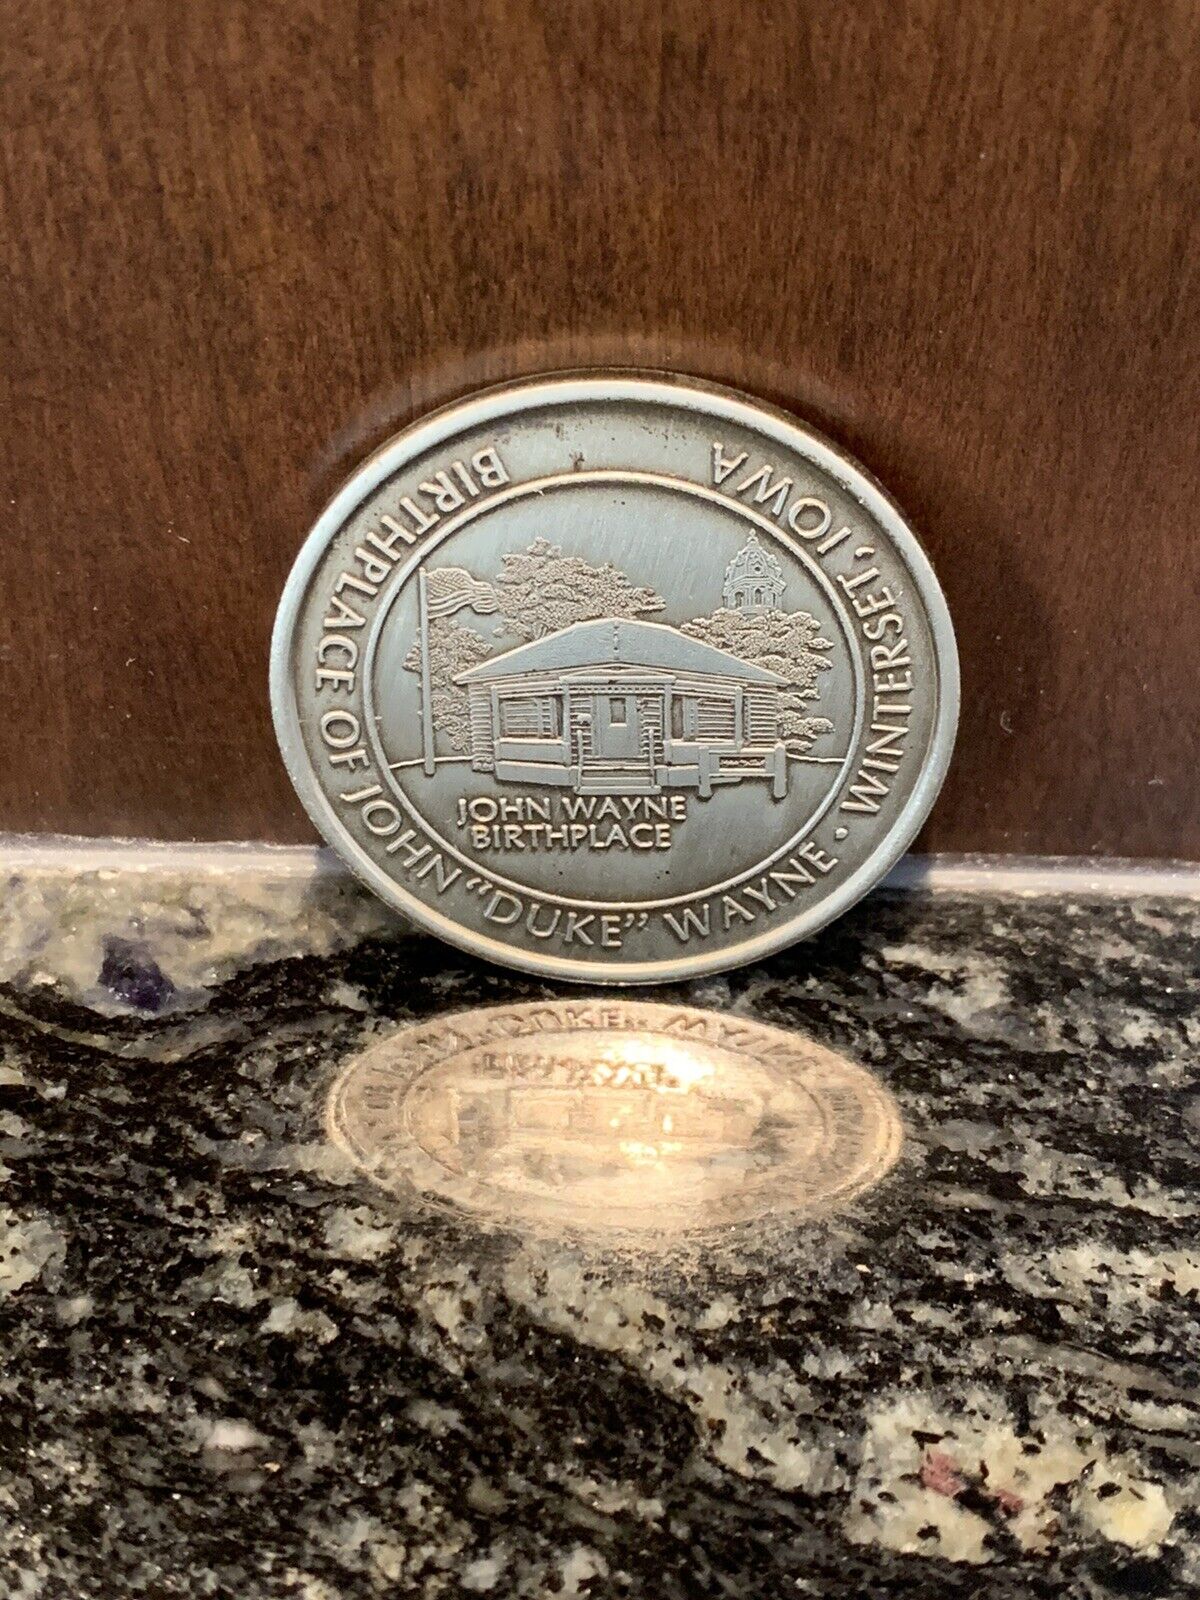 BIRTHPLACE OF JOHN "DUKE" WAYNE · WINTERSET, IOWA
JOHN WAYNE
BIRTHPLACE